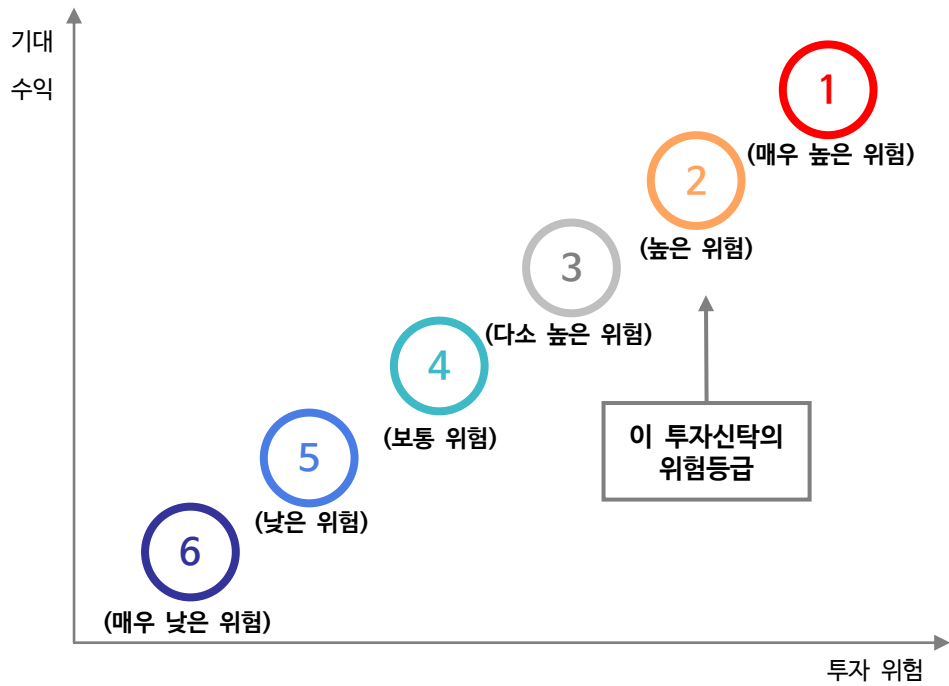 기대
수익
1
(매우 높은 위험)
2
(높은 위험)
3
(다소 높은 위험)
4
(보통 위험)
이 투자신탁의
위험등급
5
(낮은 위험)
6
(매우 낮은 위험)
투자 위험